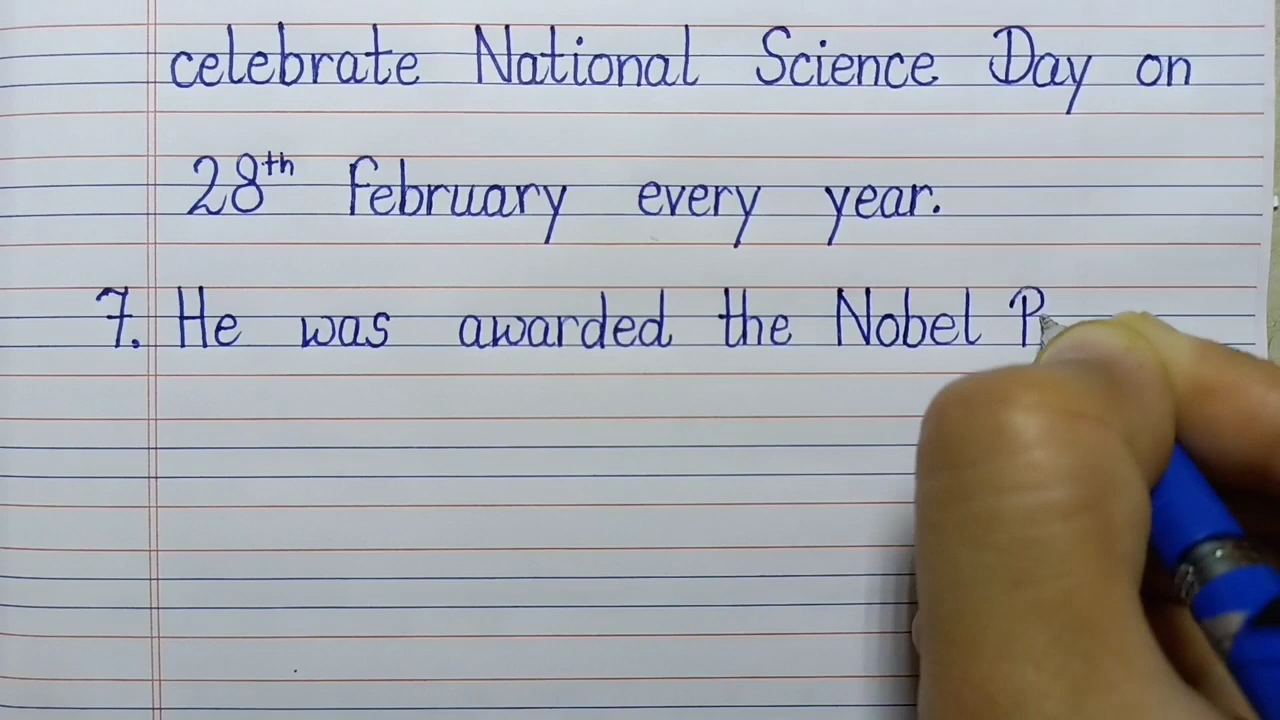 celebrate National Science Day on
28th February every year.
7. He was awarded the Nobel P